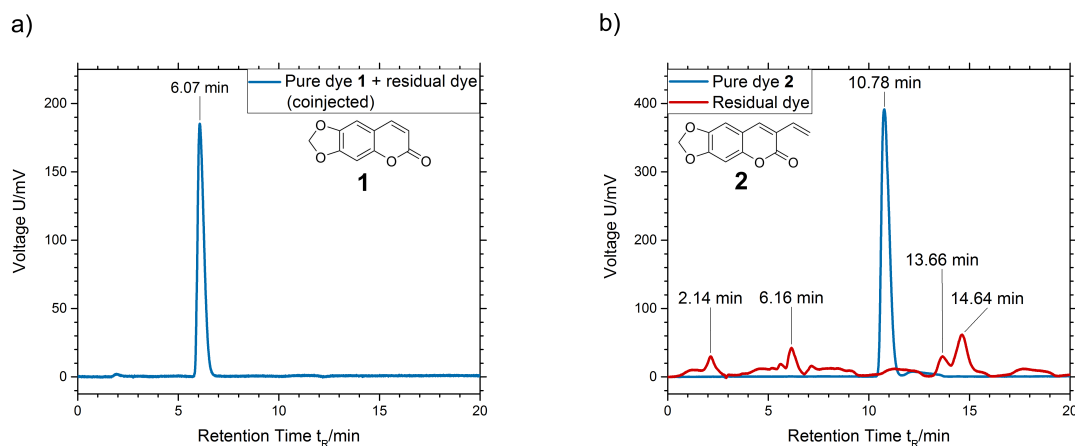 a)
Voltage U/mV
200
150
100
50
0
6.07 min
Pure dye 1 + residual dye
(coinjected)
O
O
O
O
1
0
5
10
15
20
Retention Time tR/min
b)
Voltage U/mV
400
300
200
100
0
Pure dye 2
Residual dye
10.78 min
O
O
O
O
2
2.14 min
6.16 min
13.66 min
14.64 min
0
5
10
15
20
Retention Time tR/min